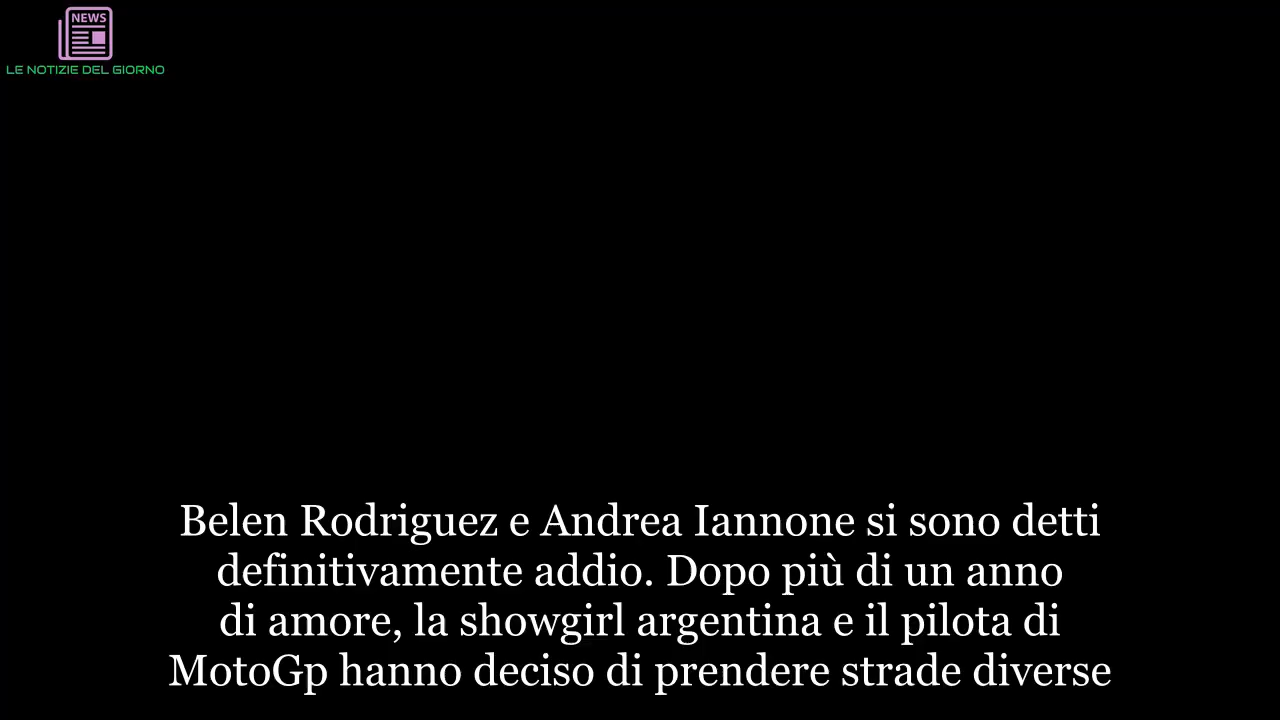 NEWS
LE NOTIZIE DEL GIORNO
Belen Rodriguez e Andrea Iannone si sono detti
definitivamente addio. Dopo più di un anno
di amore, la showgirl argentina e il pilota di
MotoGp hanno deciso di prendere strade diverse